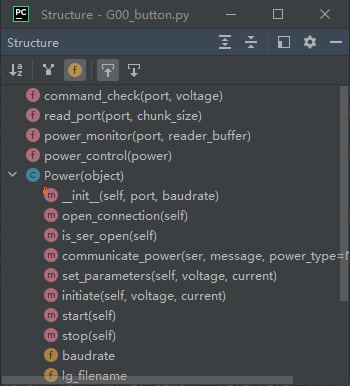 PC
Structure - G00_button.py
Structure
a
z
f
f command_check(port, voltage)
f read_port(port, chunk_size)
f power_monitor(port, reader_buffer)
f power_control(power)
C Power(object)
m __init__(self, port, baudrate)
m open_connection(self)
m is_ser_open(self)
m communicate_power(ser, message, power_type=N
m set_parameters(self, voltage, current)
m initiate(self, voltage, current)
m start(self)
m stop(self)
f baudrate
f lg_filename